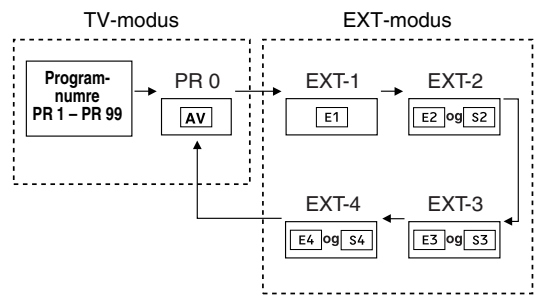 TV-modus
EXT-modus
Program-
numre
PR 1 – PR 99
PR 0
AV
EXT-1
E1
EXT-2
E2 og S2
EXT-4
E4 og S4
EXT-3
E3 og S3